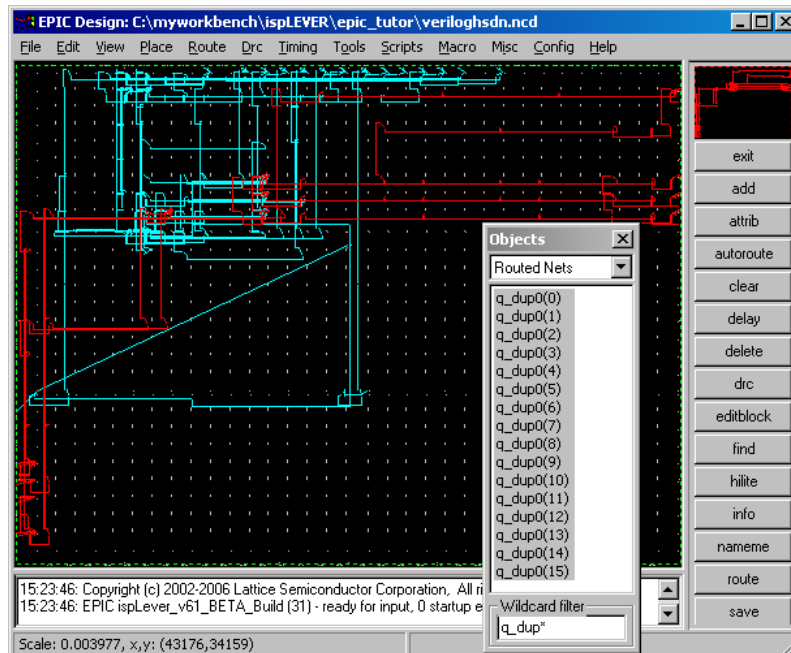 EPIC Design: C:\myworkbench\ispLEVER\epic_tutor\veriloghsdn.ncd
File Edit View Place Route Drc Timing Tools Scripts Macro Misc Config Help
exit
add
attrib
autoroute
clear
delay
delete
drc
editblock
find
hilite
info
nameme
route
save
Objects
Routed Nets
q_dup0(0)
q_dup0(1)
q_dup0(2)
q_dup0(3)
q_dup0(4)
q_dup0(5)
q_dup0(6)
q_dup0(7)
q_dup0(8)
q_dup0(9)
q_dup0(10)
q_dup0(11)
q_dup0(12)
q_dup0(13)
q_dup0(14)
q_dup0(15)
Wildcard filter
q_dup*
15:23:46: Copyright (c) 2002-2006 Lattice Semiconductor Corporation, All
15:23:46: EPIC ispLever_v61_BETA_Build (31) - ready for input, 0 startup
Scale: 0.003977, x,y: (43176,34159)